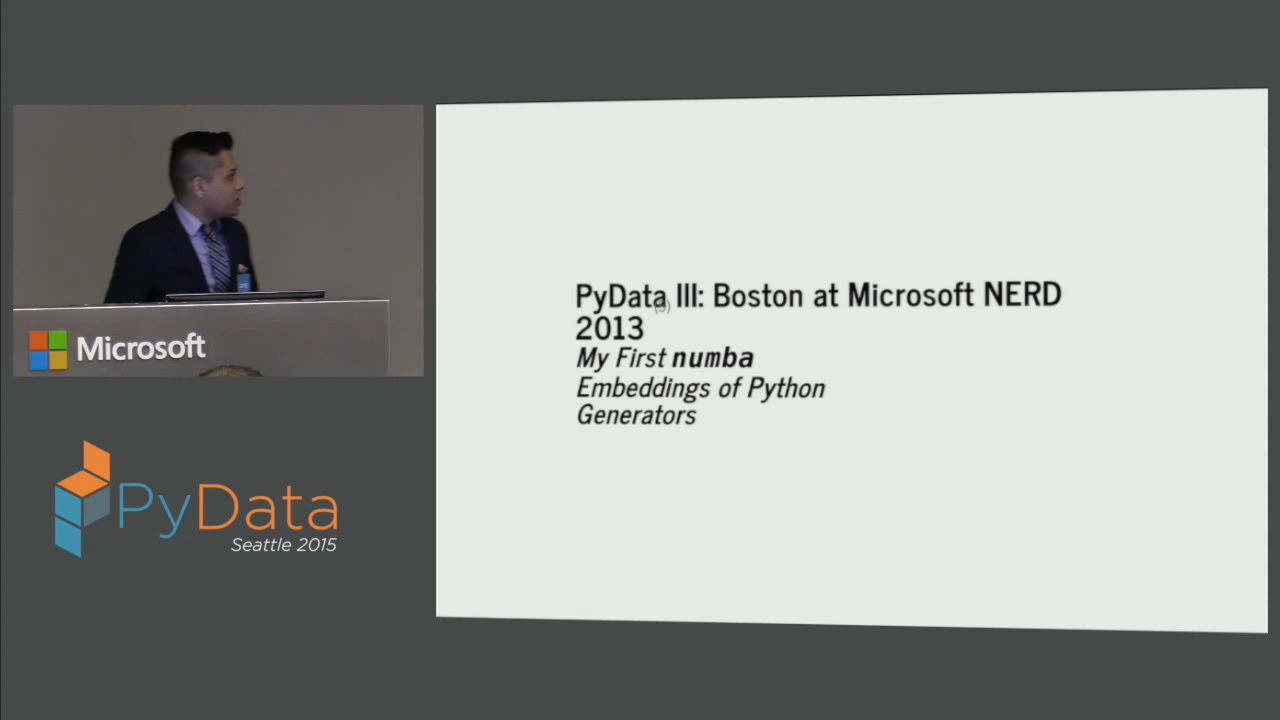 Microsoft
PyData
Seattle 2015
PyData III: Boston at Microsoft NERD
2013
My First numba
Embeddings of Python
Generators